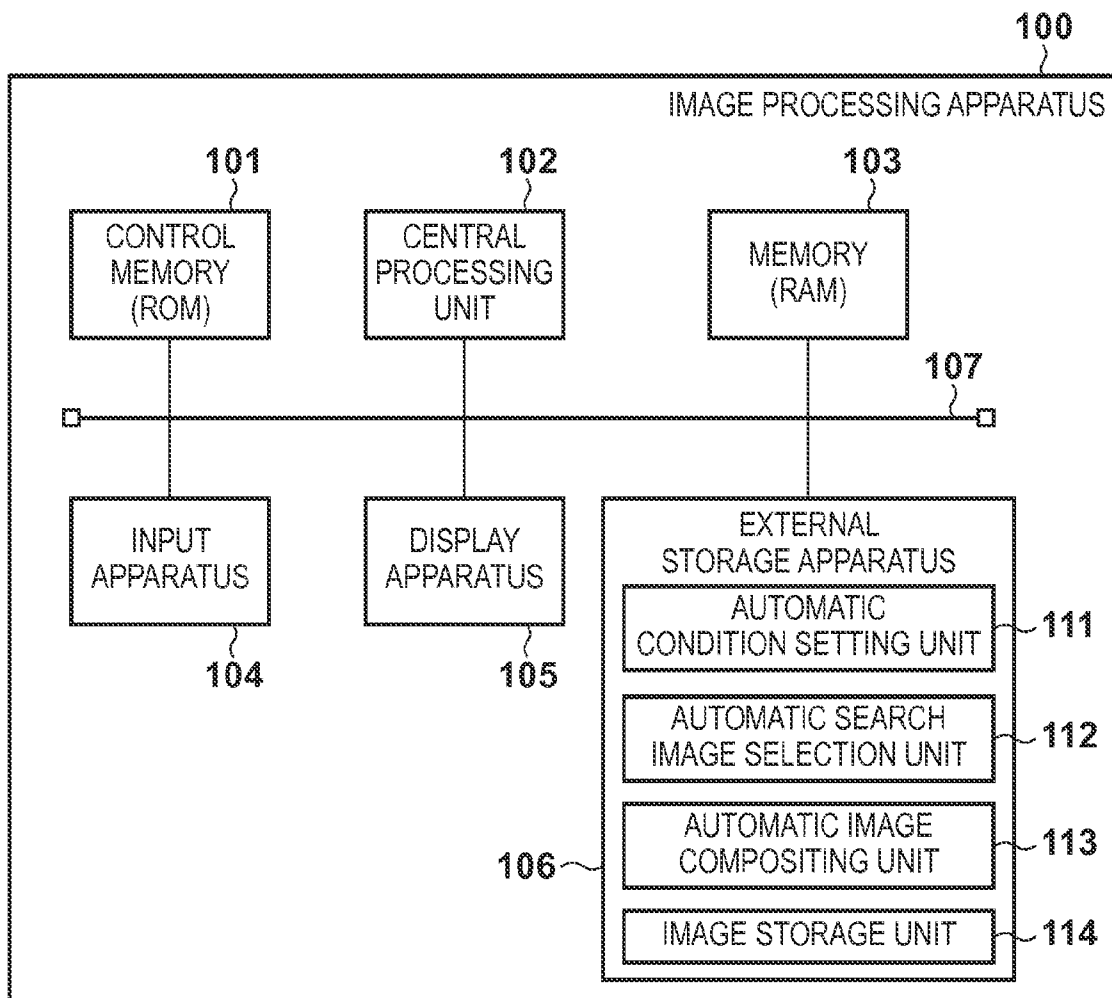 100
IMAGE PROCESSING APPARATUS
101
102
103
CONTROL
MEMORY
(ROM)
CENTRAL
PROCESSING
UNIT
MEMORY
(RAM)
107
INPUT
APPARATUS
DISPLAY
APPARATUS
104
105
EXTERNAL
STORAGE APPARATUS
AUTOMATIC
CONDITION SETTING UNIT
111
AUTOMATIC SEARCH
IMAGE SELECTION UNIT
112
AUTOMATIC IMAGE
COMPOSITING UNIT
113
106
IMAGE STORAGE UNIT
114